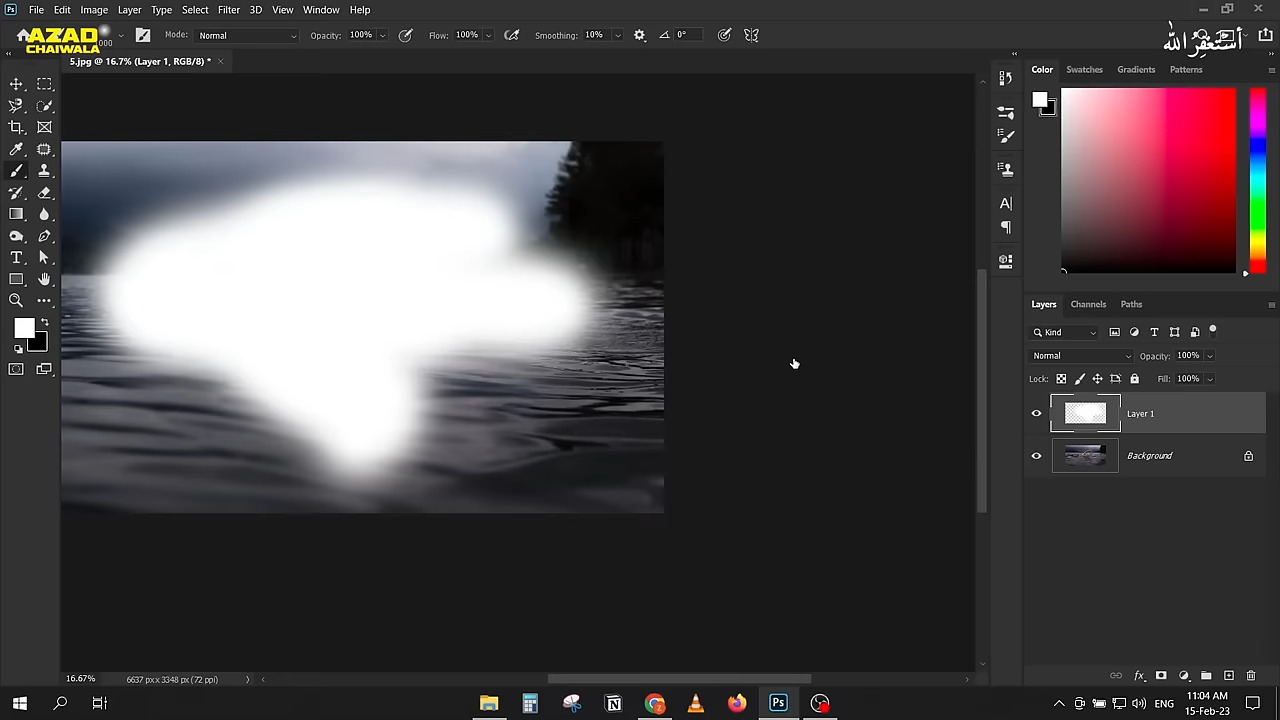 File Edit Image Layer Type Select Filter 3D View Window Help
AZAD
CHAIWALA
Mode: Normal Opacity: 100% Flow: 100% Smoothing: 10% 0°
أستغفر الله
5.jpg @ 16.7% (Layer 1, RGB/8) *
Color Swatches Gradients Patterns
Layers Channels Paths
Kind
Normal Opacity: 100%
Lock: Fill: 100%
Layer 1
Background
16.67% 6637 px x 3348 px (72 ppi)
ENG
11:04 AM
15-Feb-23